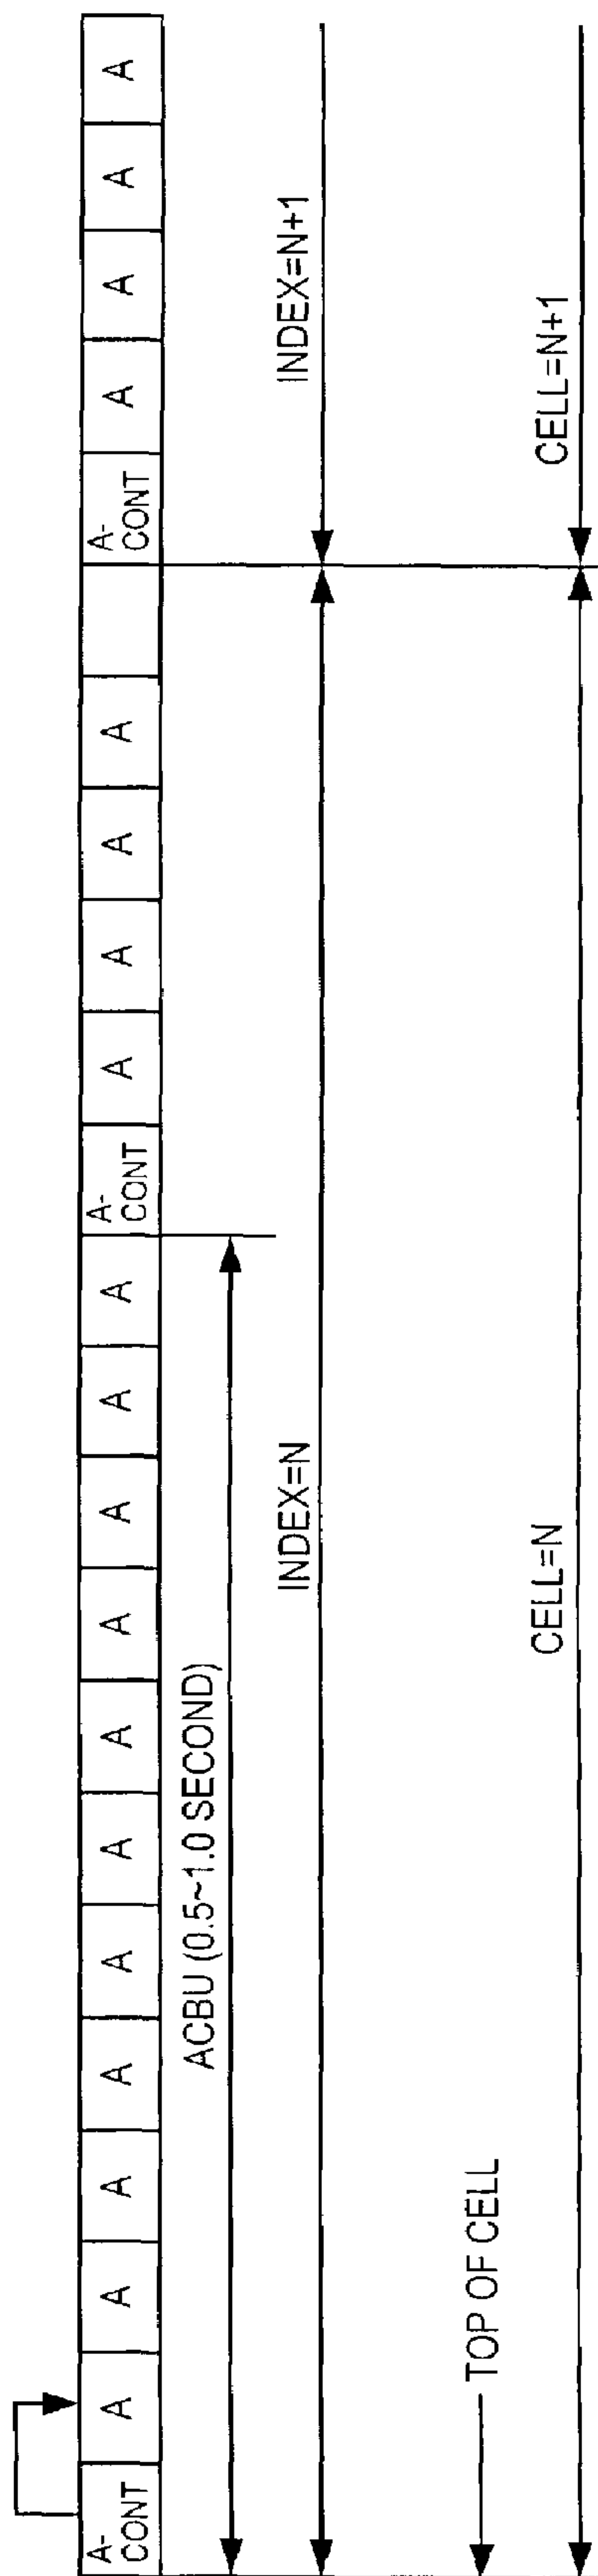 A-
CONT
A
A
A
A
A
A
A
A
A
A
A
A-
CONT
A
A
A
A
A-
CONT
A
A
A
A
ACBU (0.5~1.0 SECOND)
INDEX=N
INDEX=N+1
TOP OF CELL
CELL=N
CELL=N+1